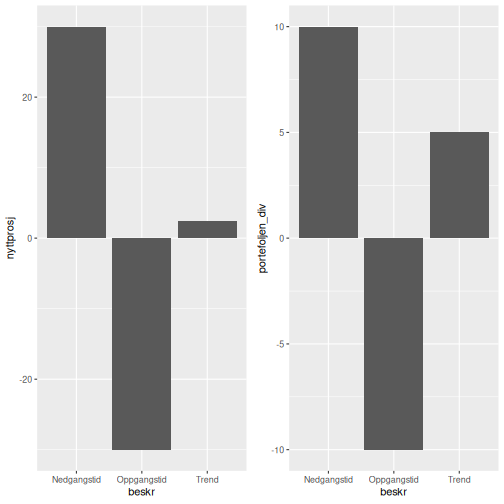 nyttprosj
20
0
-20
Nedgangstid Oppgangstid Trend
beskr
portefoljen_div
10
5
0
-5
-10
Nedgangstid Oppgangstid Trend
beskr